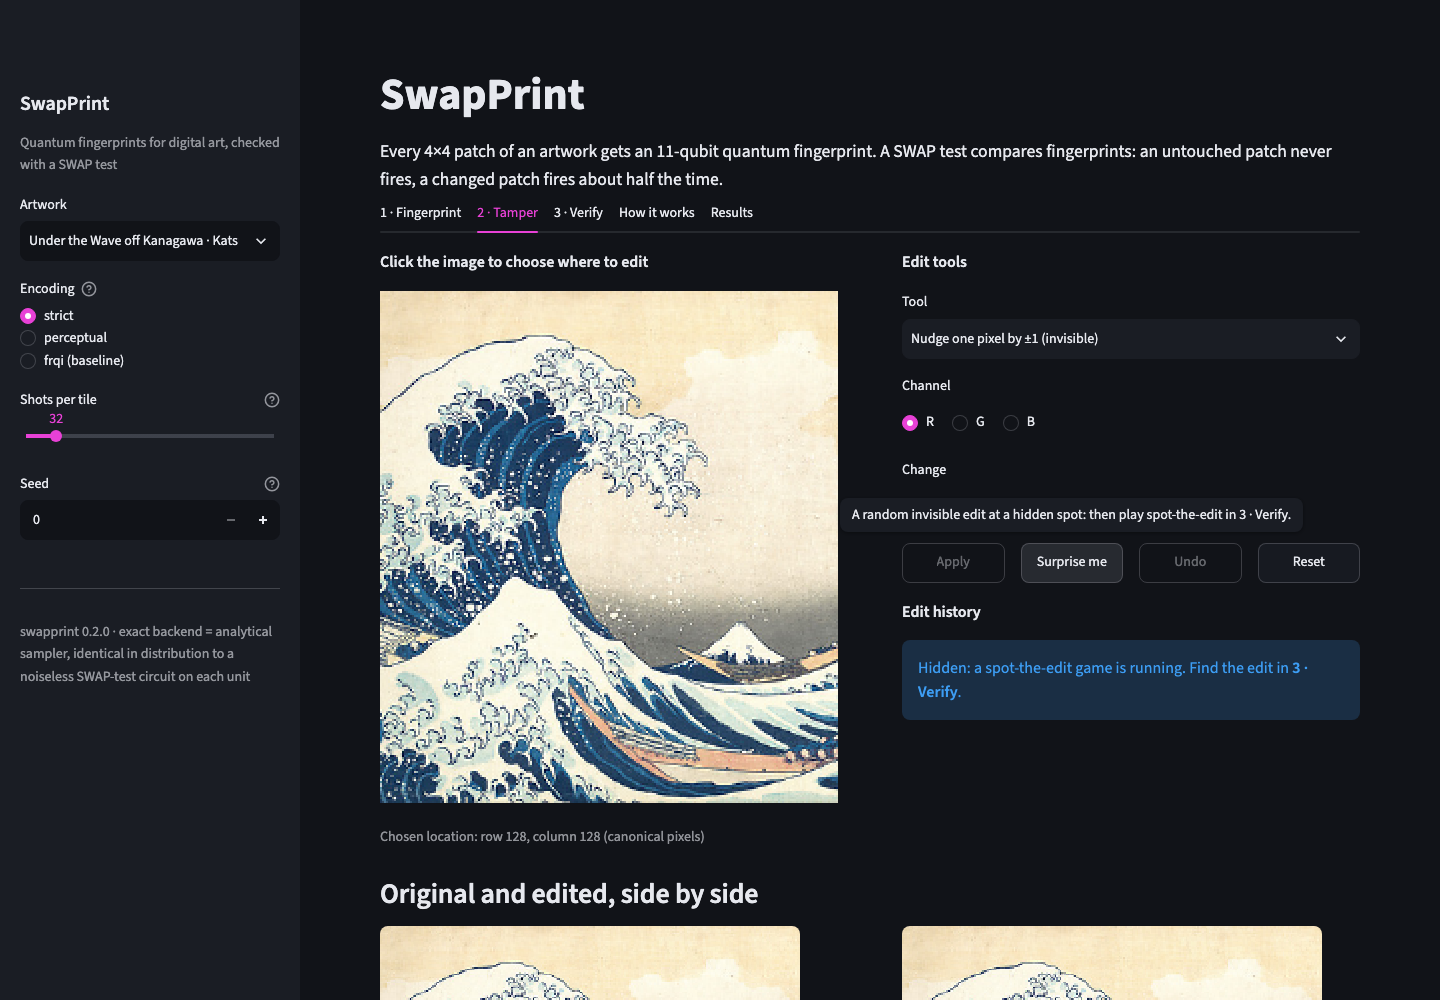 SwapPrint
Quantum fingerprints for digital art, checked
with a SWAP test
Artwork
Under the Wave off Kanagawa · Kats
Encoding
strict
perceptual
frqi (baseline)
Shots per tile
32
Seed
0
swapprint 0.2.0 · exact backend = analytical
sampler, identical in distribution to a
noiseless SWAP-test circuit on each unit
SwapPrint
Every 4×4 patch of an artwork gets an 11-qubit quantum fingerprint. A SWAP test compares fingerprints: an untouched patch never
fires, a changed patch fires about half the time.
1 · Fingerprint
2 · Tamper
3 · Verify
How it works
Results
Click the image to choose where to edit
Chosen location: row 128, column 128 (canonical pixels)
Edit tools
Tool
Nudge one pixel by ±1 (invisible)
Channel
R
G
B
Change
A random invisible edit at a hidden spot: then play spot-the-edit in 3 · Verify.
Apply
Surprise me
Undo
Reset
Edit history
Hidden: a spot-the-edit game is running. Find the edit in 3 ·
Verify.
Original and edited, side by side